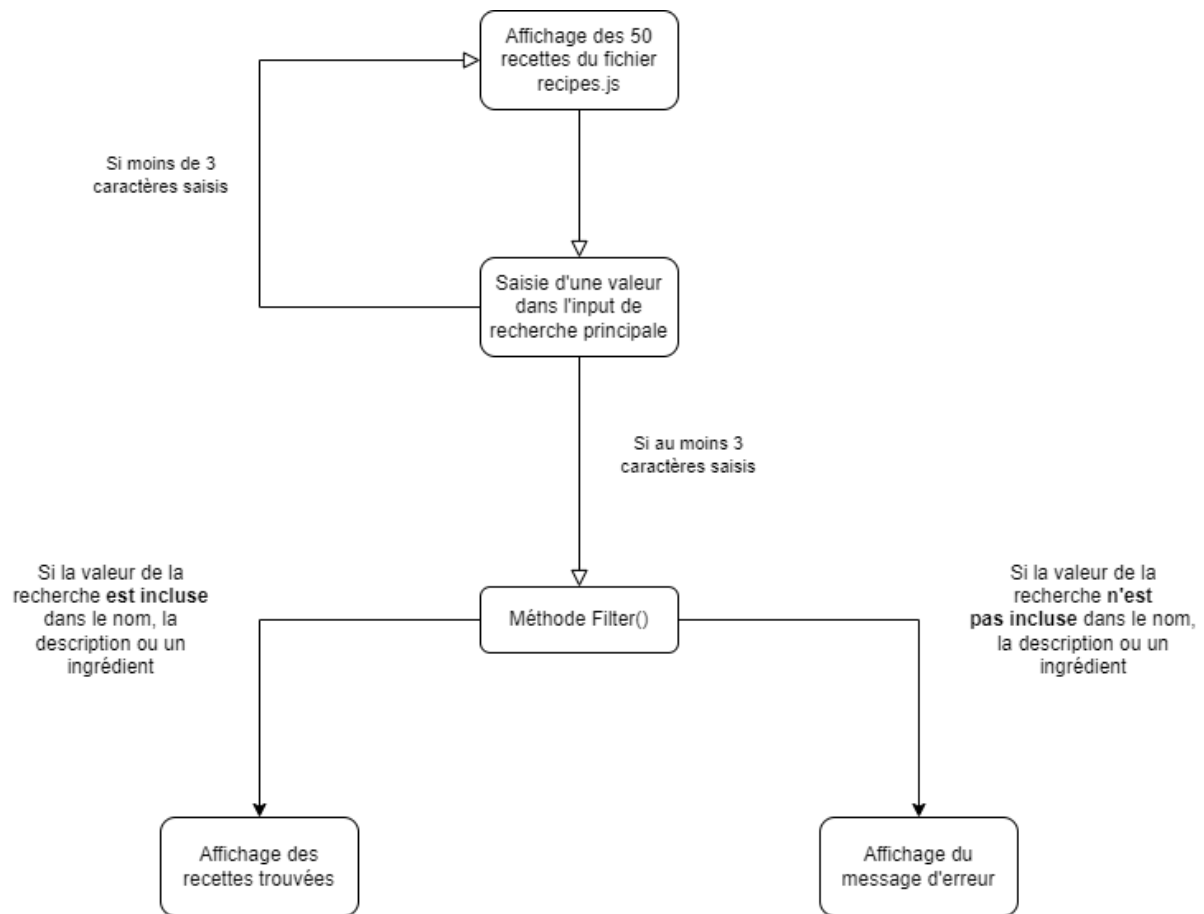 Affichage des 50
recettes du fichier
recipes.js
Si moins de 3
caractères saisis
Saisie d'une valeur
dans l'input de
recherche principale
Si au moins 3
caractères saisis
Si la valeur de la
recherche est incluse
dans le nom, la
description ou un
ingrédient
Méthode Filter()
Si la valeur de la
recherche n'est
pas incluse dans le nom,
la description ou un
ingrédient
Affichage des
recettes trouvées
Affichage du
message d'erreur